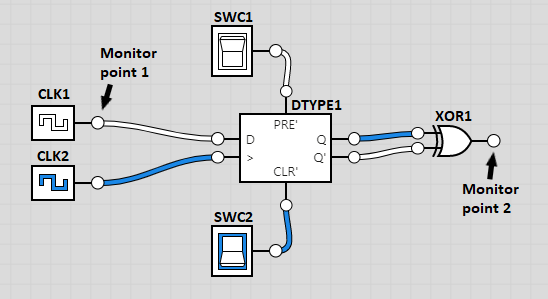 SWC1
Monitor
point 1
CLK1
DTYPE1
PRE'
XOR1
D
Q
CLK2
>
Q'
CLR'
Monitor
point 2
SWC2